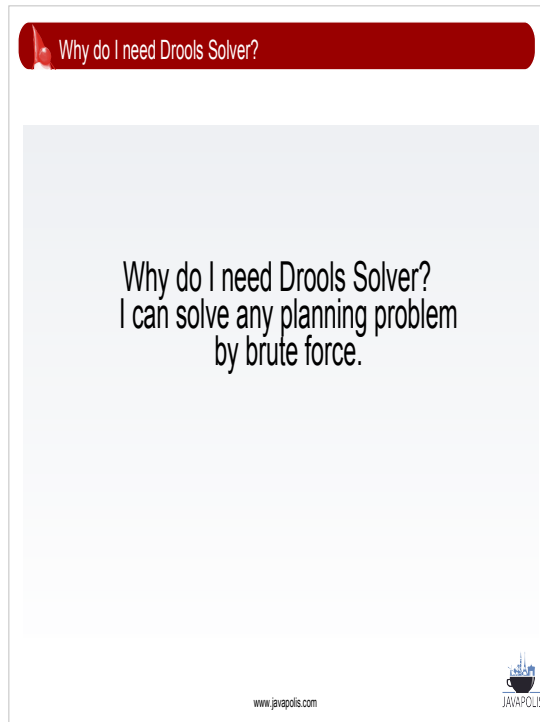 Why do I need Drools Solver?
Why do I need Drools Solver?
I can solve any planning problem
by brute force.
www.javapolis.com
JAVAPOLIS